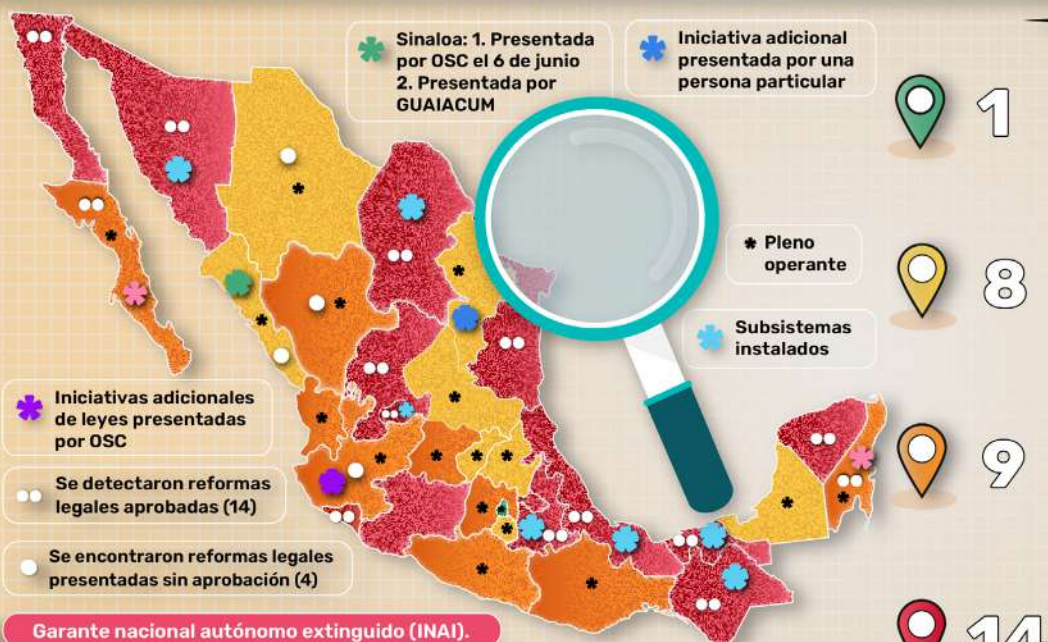 Sinaloa: 1. Presentada
por OSC el 6 de junio
2. Presentada por
GUAIACUM
Iniciativa adicional
presentada por una
persona particular
1
Pleno
operante
8
Subsistemas
instalados
Iniciativas adicionales
de leyes presentadas
por OSC
9
Se detectaron reformas
legales aprobadas (14)
Se encontraron reformas legales
presentadas sin aprobación (4)
Garante nacional autónomo extinguido (INAI).
14